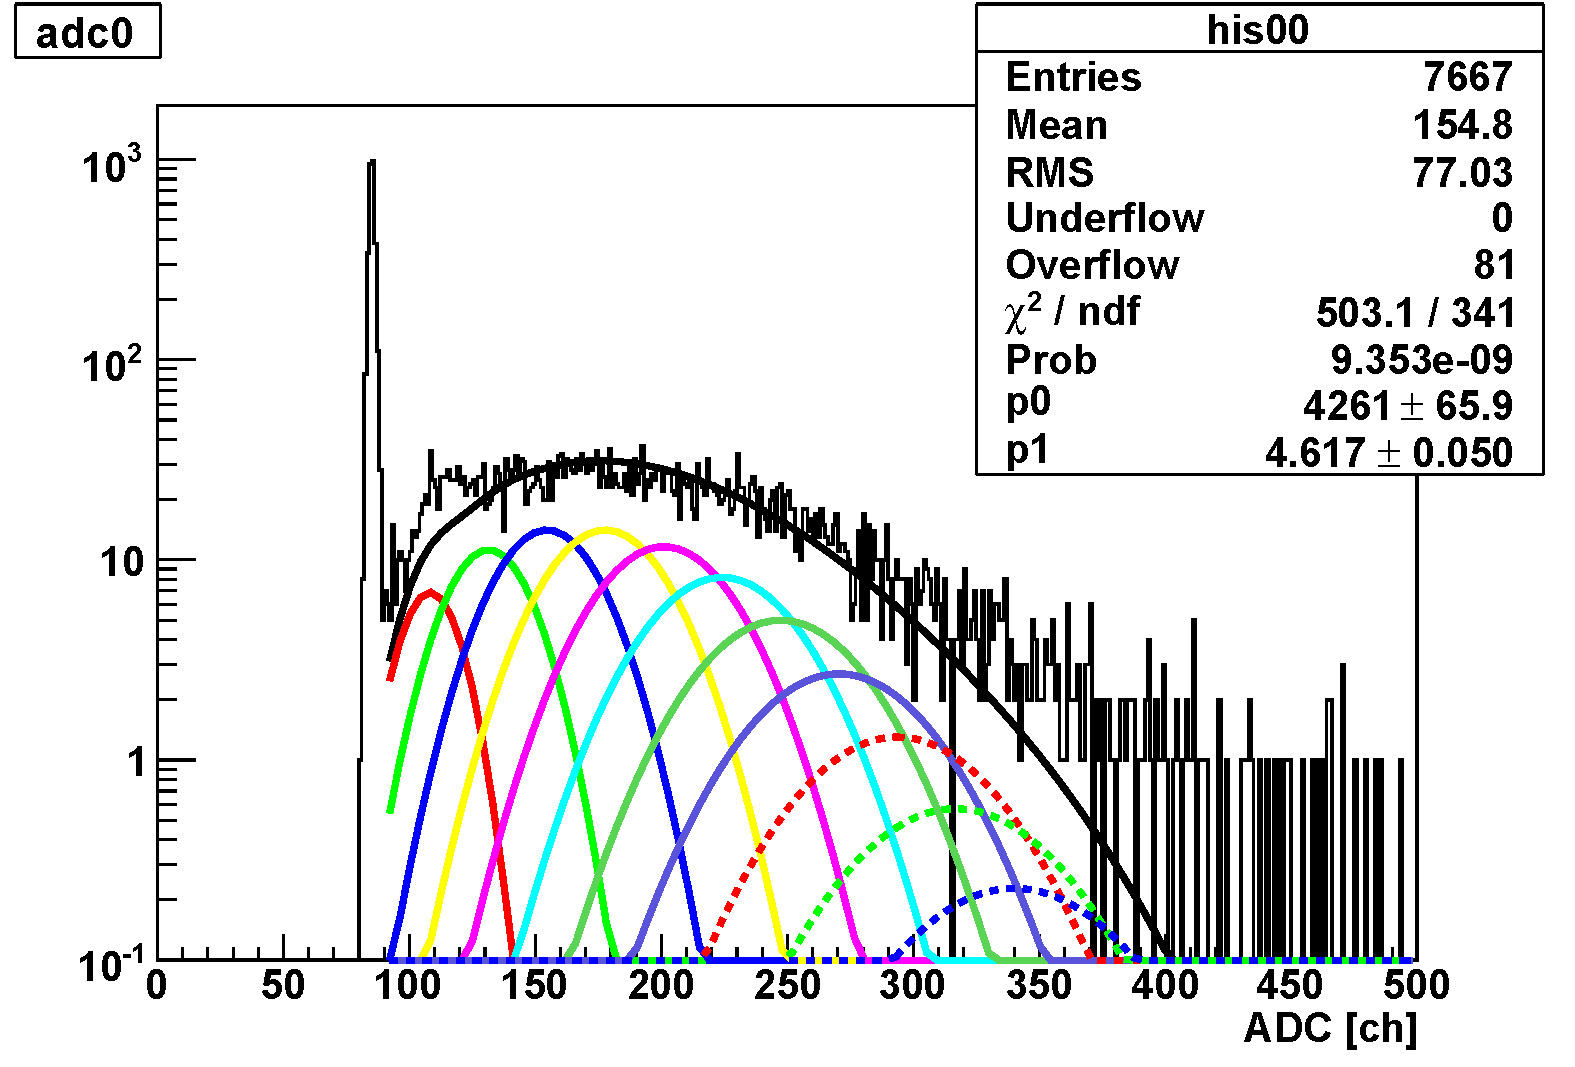 adc0
his00
Entries 7667
Mean 154.8
RMS 77.03
Underflow 0
Overflow 81
χ² / ndf 503.1 / 341
Prob 9.353e-09
p0 4261 ± 65.9
p1 4.617 ± 0.050
10³
10²
10
1
10⁻¹
0 50 100 150 200 250 300 350 400 450 500
ADC [ch]